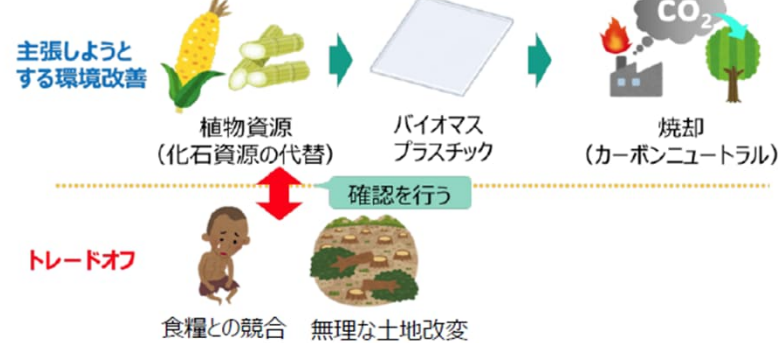 CO2
主張しようと
する環境改善
植物資源
(化石資源の代替)
バイオマス
プラスチック
焼却
(カーボンニュートラル)
確認を行う
トレードオフ
食糧との競合
無理な土地改変